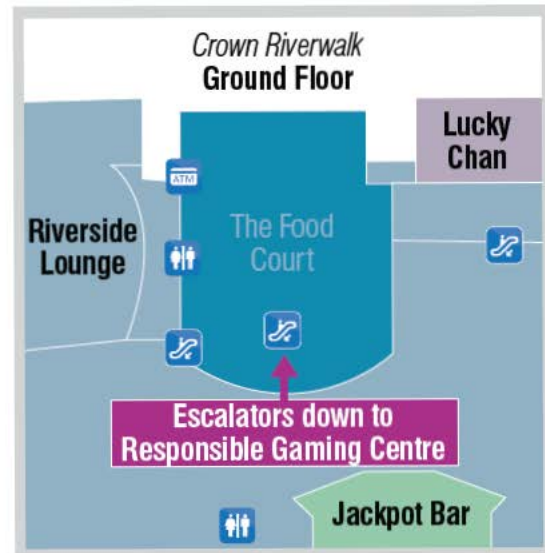 Crown Riverwalk
Ground Floor
Lucky
Chan
ATM
Riverside
Lounge
The Food
Court
Escalators down to
Responsible Gaming Centre
Jackpot Bar